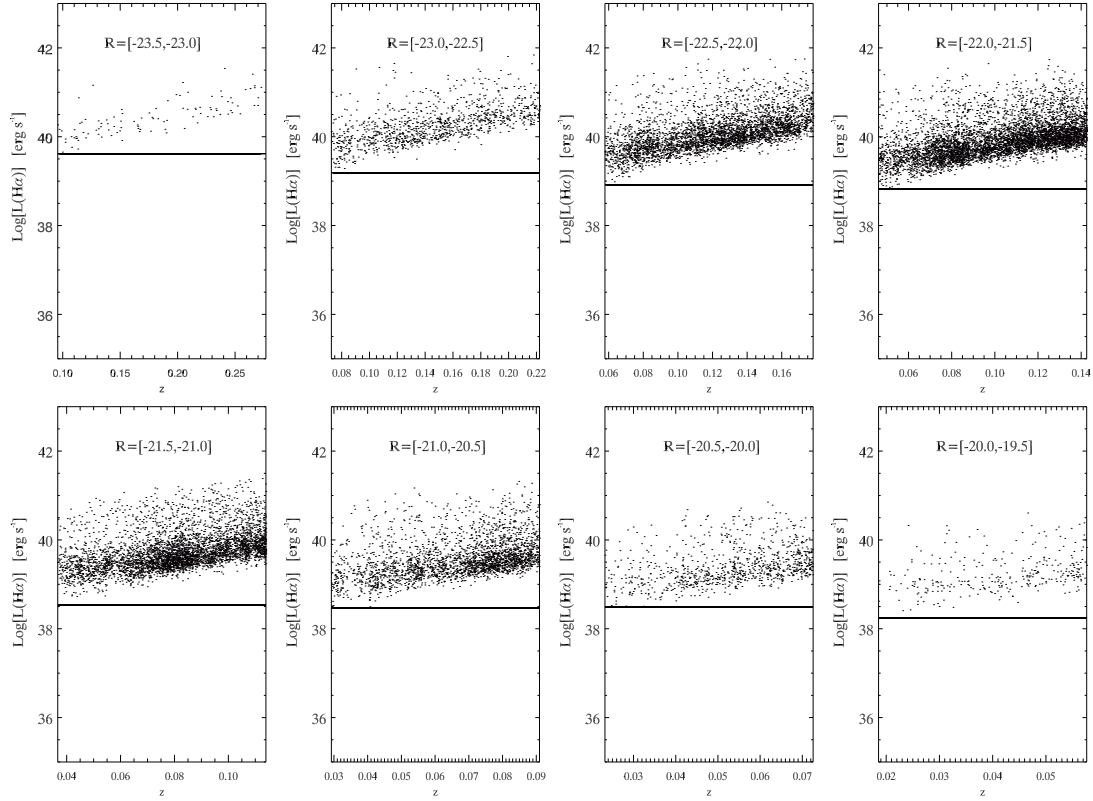 R=[-23.5,-23.0]
Log[L(Hα)] [erg s⁻¹]
42
40
38
36
0.10 0.15 0.20 0.25
z
R=[-23.0,-22.5]
Log[L(Hα)] [erg s⁻¹]
42
40
38
36
0.08 0.10 0.12 0.14 0.16 0.18 0.20 0.22
z
R=[-22.5,-22.0]
Log[L(Hα)] [erg s⁻¹]
42
40
38
36
0.06 0.08 0.10 0.12 0.14 0.16
z
R=[-22.0,-21.5]
Log[L(Hα)] [erg s⁻¹]
42
40
38
36
0.06 0.08 0.10 0.12 0.14
z
R=[-21.5,-21.0]
Log[L(Hα)] [erg s⁻¹]
42
40
38
36
0.04 0.06 0.08 0.10
z
R=[-21.0,-20.5]
Log[L(Hα)] [erg s⁻¹]
42
40
38
36
0.03 0.04 0.05 0.06 0.07 0.08 0.09
z
R=[-20.5,-20.0]
Log[L(Hα)] [erg s⁻¹]
42
40
38
36
0.03 0.04 0.05 0.06 0.07
z
R=[-20.0,-19.5]
Log[L(Hα)] [erg s⁻¹]
42
40
38
36
0.02 0.03 0.04 0.05
z